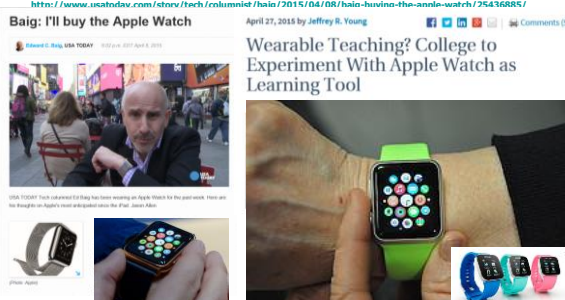 http://www.usatoday.com/story/tech/columnist/baig/2015/04/08/baig-buying-the-apple-watch/25436885/
Baig: I'll buy the Apple Watch
Edward C. Baig, USA TODAY
USA TODAY Tech columnist Ed Baig has been wearing an Apple Watch for the past week. Here are
his thoughts on Apple's most anticipated since the iPad. Jasen Allen
(Photo: Apple)
April 27, 2015 by Jeffrey R. Young
Comments
Wearable Teaching? College to
Experiment With Apple Watch as
Learning Tool